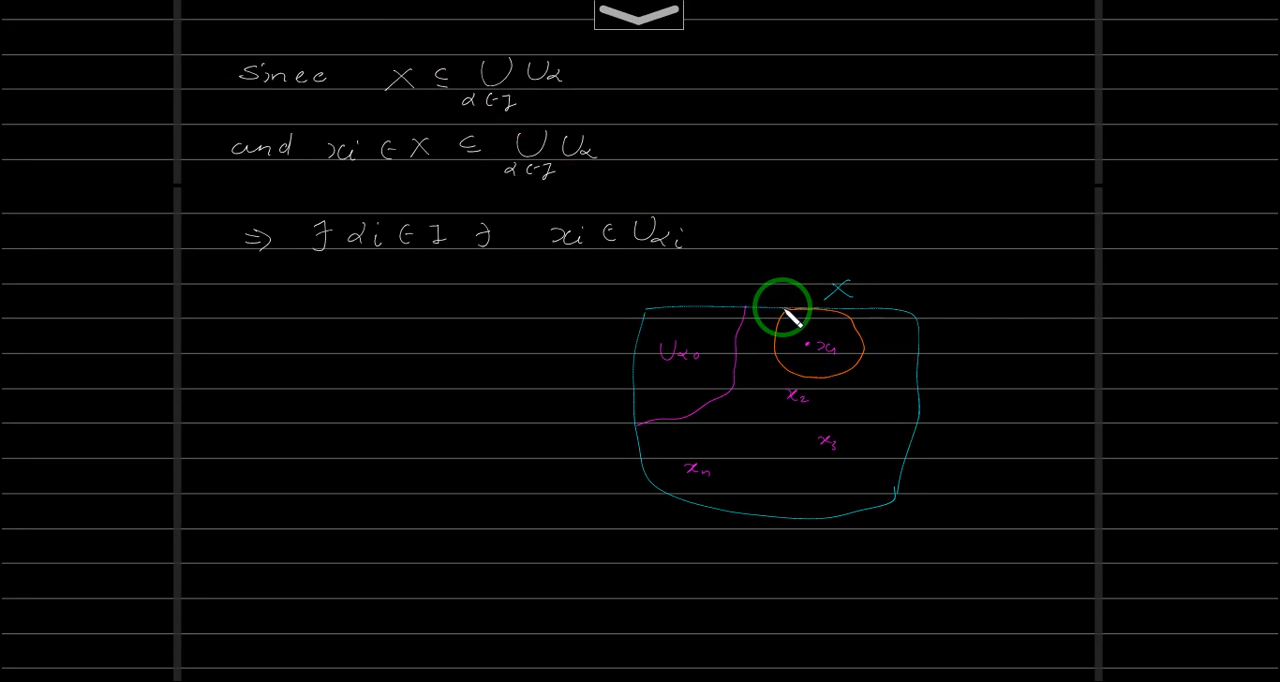 Since X ⊆ ∪ Uα
α∈J
and xi ∈ X ⊆ ∪ Uα
α∈J
⇒ ∃ αi ∈ I ∋ xi ∈ Uαi
X
Uα₀
x₁
x₂
x₃
xₙ